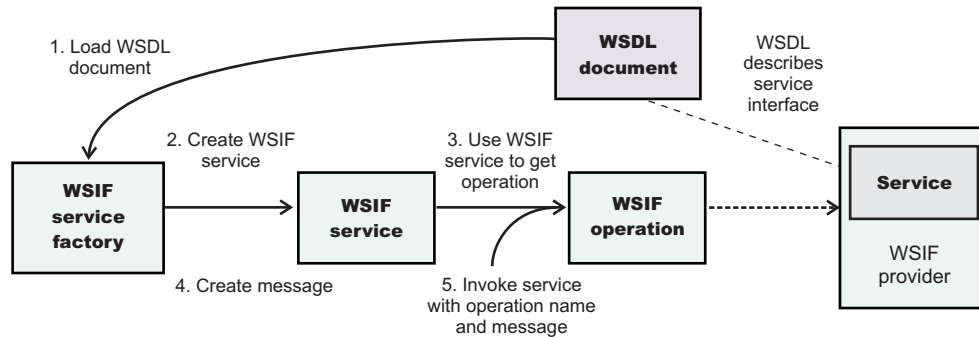 1. Load WSDL
document
WSDL
document
WSDL
describes
service
interface
2. Create WSIF
service
3. Use WSIF
service to get
operation
WSIF
service
factory
WSIF
service
WSIF
operation
Service
WSIF
provider
4. Create message
5. Invoke service
with operation name
and message